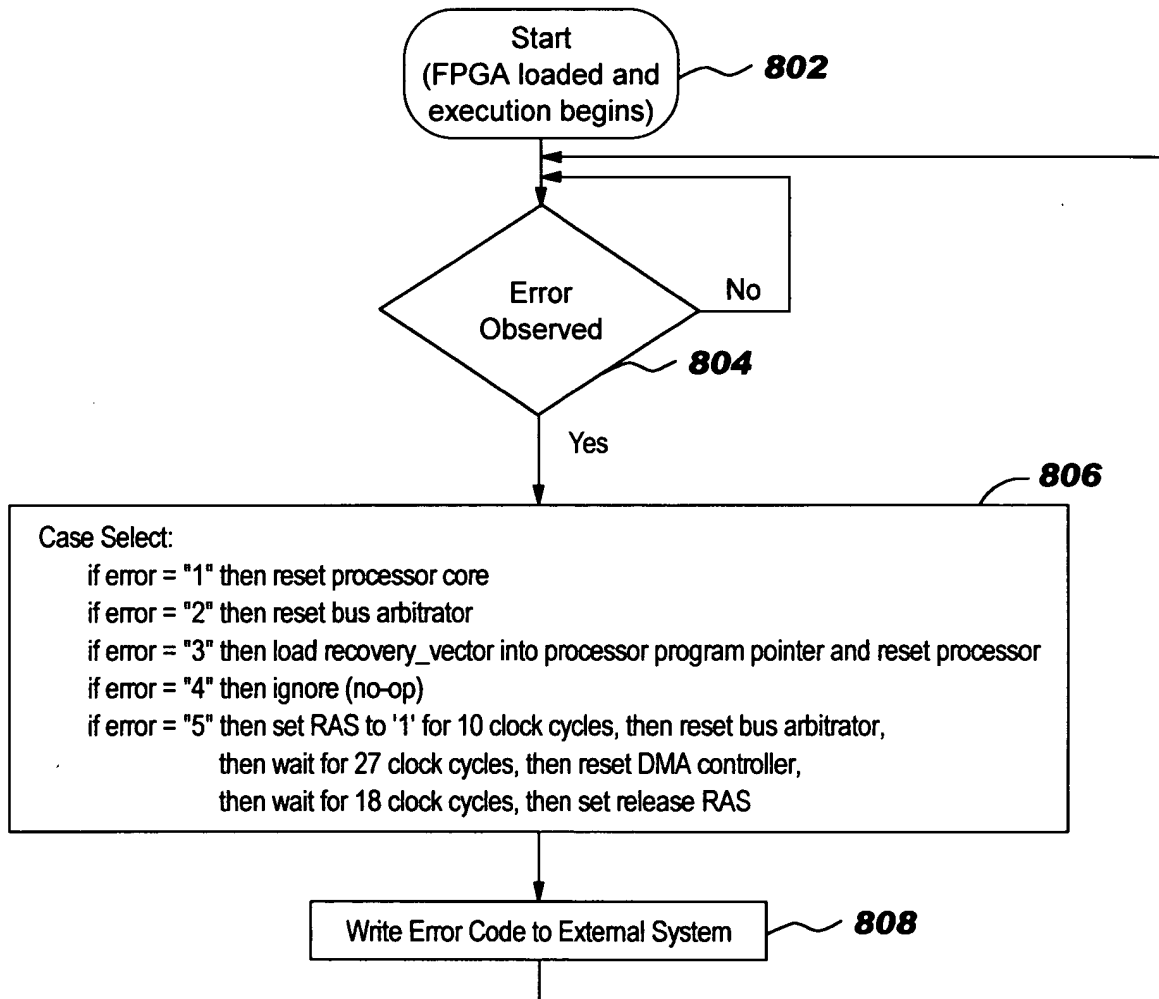 Start
(FPGA loaded and
execution begins)
802
Error
Observed
No
804
Yes
806
Case Select:
if error = "1" then reset processor core
if error = "2" then reset bus arbitrator
if error = "3" then load recovery_vector into processor program pointer and reset processor
if error = "4" then ignore (no-op)
if error = "5" then set RAS to '1' for 10 clock cycles, then reset bus arbitrator,
then wait for 27 clock cycles, then reset DMA controller,
then wait for 18 clock cycles, then set release RAS
Write Error Code to External System
808